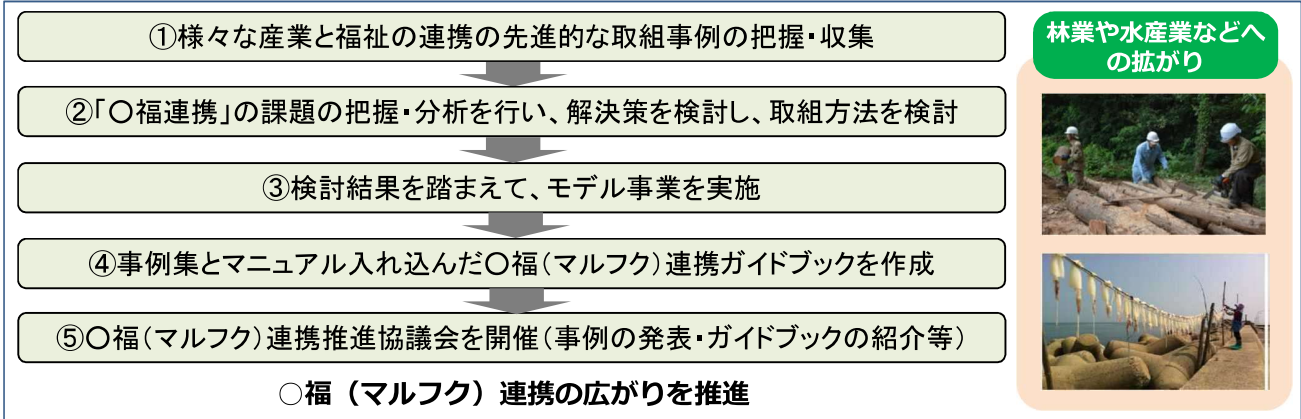 ①様々な産業と福祉の連携の先進的な取組事例の把握・収集
②「〇福連携」の課題の把握・分析を行い、解決策を検討し、取組方法を検討
③検討結果を踏まえて、モデル事業を実施
④事例集とマニュアル入れ込んだ〇福（マルフク）連携ガイドブックを作成
⑤〇福（マルフク）連携推進協議会を開催（事例の発表・ガイドブックの紹介等）
○福（マルフク）連携の広がりを推進
林業や水産業などへ
の拡がり